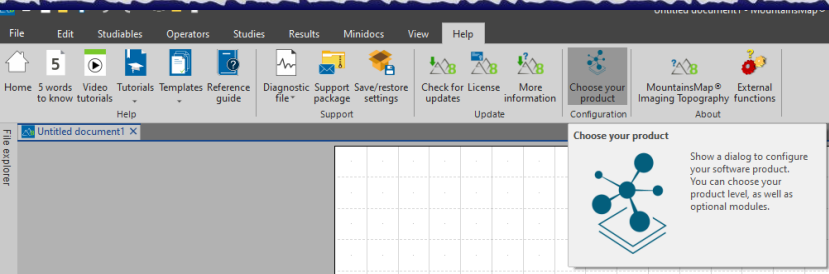 Untitled document1 - MountainsMap®
File Edit Studiables Operators Studies Results Minidocs View Help
Home 5 words to know Video tutorials Tutorials Templates Reference guide Diagnostic file Support package Save/restore settings Check for updates License More information Choose your product MountainsMap® Imaging Topography External functions
Help Support Update Configuration About
File explorer
Untitled document1
Choose your product
Show a dialog to configure
your software product.
You can choose your
product level, as well as
optional modules.